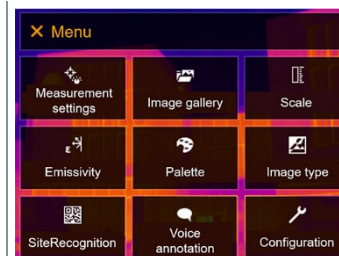 × Menu
Measurement
settings
Image gallery
Scale
ε
Emissivity
Palette
Image type
SiteRecognition
Voice
annotation
Configuration